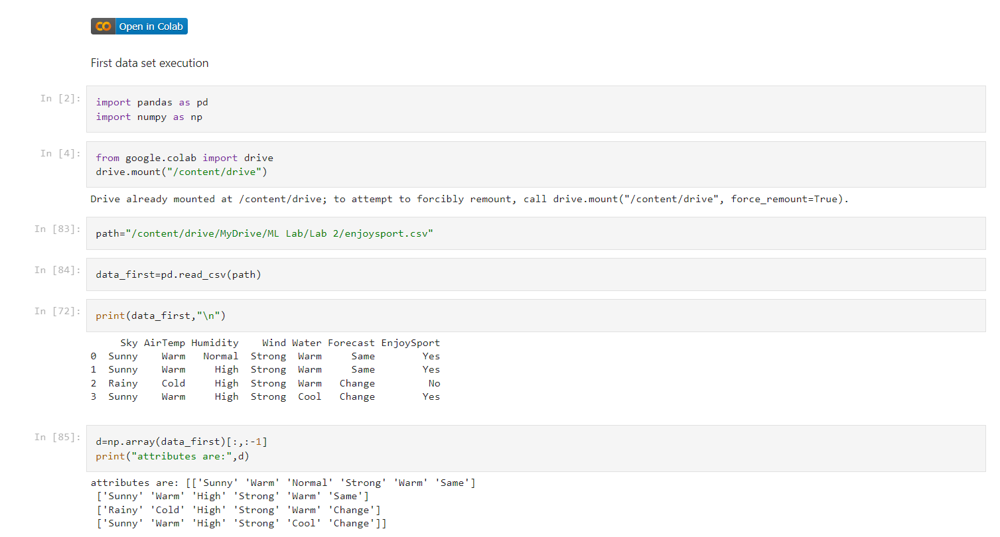 Open in Colab
First data set execution
In [2]:
import pandas as pd
import numpy as np
In [4]:
from google.colab import drive
drive.mount("/content/drive")
Drive already mounted at /content/drive; to attempt to forcibly remount, call drive.mount("/content/drive", force_remount=True).
In [83]:
path="/content/drive/MyDrive/ML Lab/Lab 2/enjoysport.csv"
In [84]:
data_first=pd.read_csv(path)
In [72]:
print(data_first,"\n")
     Sky AirTemp Humidity    Wind Water Forecast EnjoySport
0  Sunny    Warm   Normal  Strong  Warm     Same        Yes
1  Sunny    Warm     High  Strong  Warm     Same        Yes
2  Rainy    Cold     High  Strong  Warm   Change         No
3  Sunny    Warm     High  Strong  Cool   Change        Yes
In [85]:
d=np.array(data_first)[:,:-1]
print("attributes are:",d)
attributes are: [['Sunny' 'Warm' 'Normal' 'Strong' 'Warm' 'Same']
 ['Sunny' 'Warm' 'High' 'Strong' 'Warm' 'Same']
 ['Rainy' 'Cold' 'High' 'Strong' 'Warm' 'Change']
 ['Sunny' 'Warm' 'High' 'Strong' 'Cool' 'Change']]